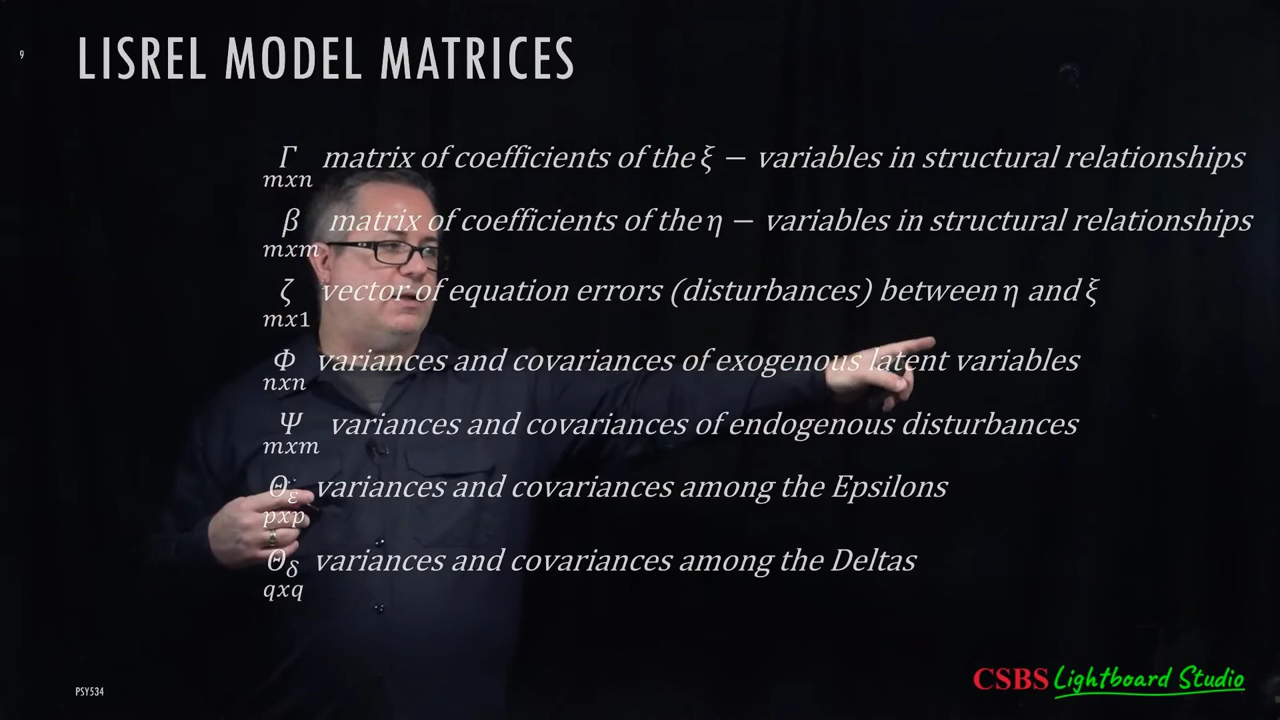 9
LISREL MODEL MATRICES
Γ matrix of coefficients of the ξ − variables in structural relationships
mxn
β matrix of coefficients of the η − variables in structural relationships
mxm
ζ vector of equation errors (disturbances) between η and ξ
mx1
Φ variances and covariances of exogenous latent variables
nxn
Ψ variances and covariances of endogenous disturbances
mxm
Θε variances and covariances among the Epsilons
pxp
Θδ variances and covariances among the Deltas
qxq
PSY534
CSBS Lightboard Studio